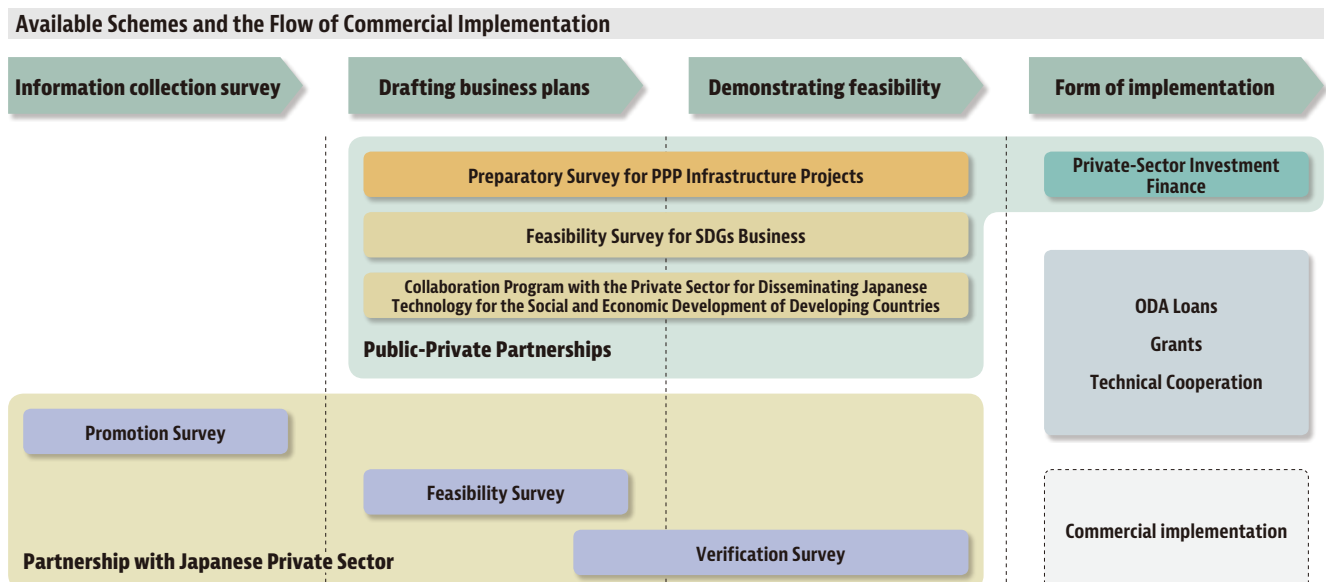 Available Schemes and the Flow of Commercial Implementation
Information collection survey
Drafting business plans
Demonstrating feasibility
Form of implementation
Preparatory Survey for PPP Infrastructure Projects
Private-Sector Investment
Finance
Feasibility Survey for SDGs Business
Collaboration Program with the Private Sector for Disseminating Japanese
Technology for the Social and Economic Development of Developing Countries
Public-Private Partnerships
ODA Loans
Grants
Technical Cooperation
Promotion Survey
Feasibility Survey
Verification Survey
Partnership with Japanese Private Sector
Commercial implementation